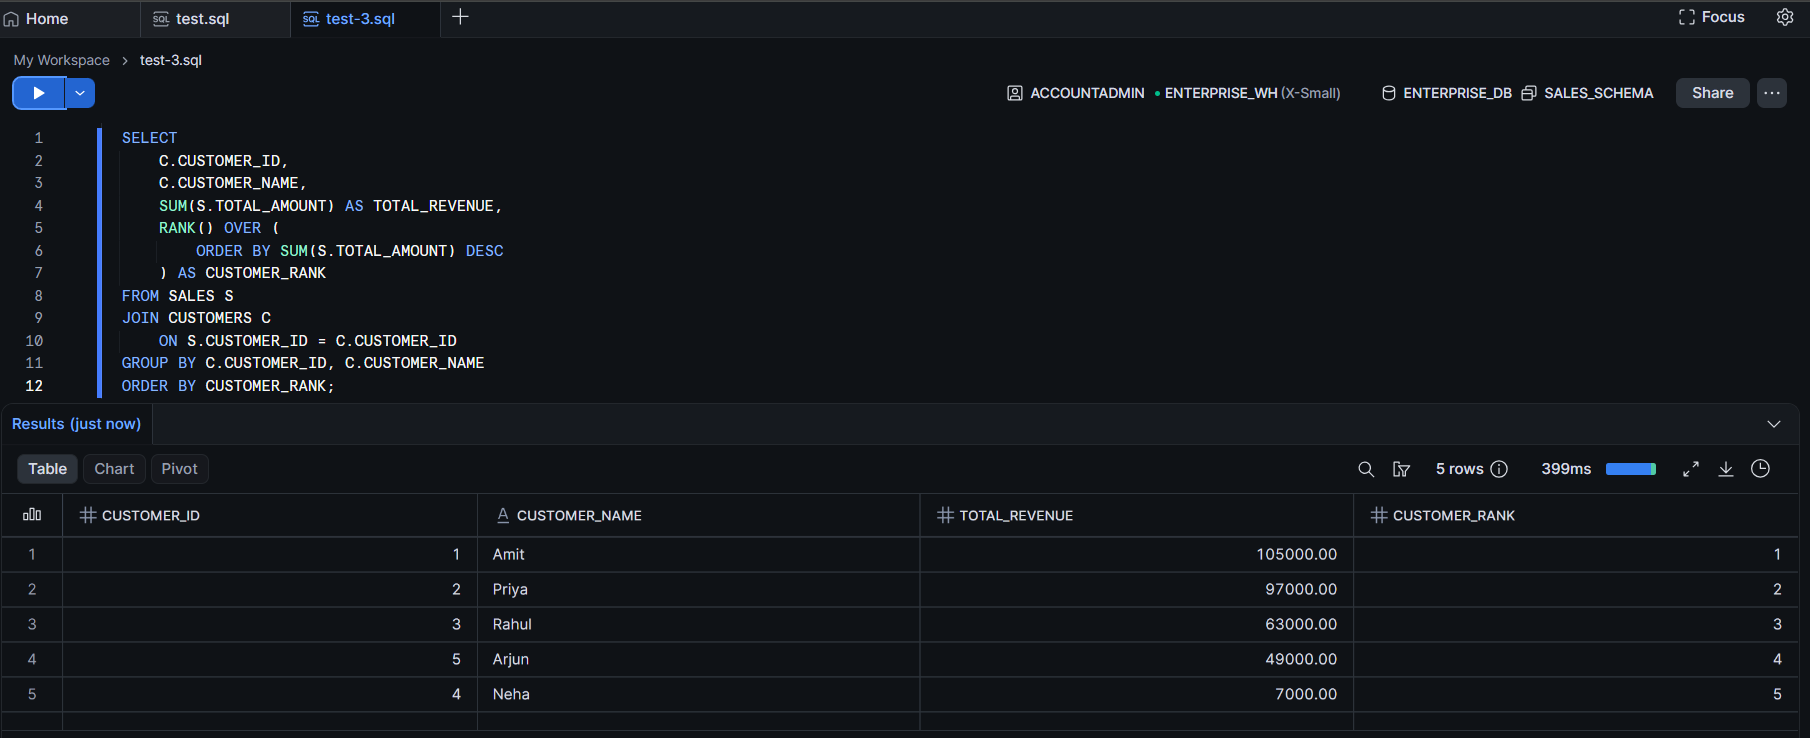 Home
SQL test.sql
SQL test-3.sql
Focus
My Workspace > test-3.sql
ACCOUNTADMIN ENTERPRISE_WH (X-Small) ENTERPRISE_DB SALES_SCHEMA Share ...
1 SELECT
2 C.CUSTOMER_ID,
3 C.CUSTOMER_NAME,
4 SUM(S.TOTAL_AMOUNT) AS TOTAL_REVENUE,
5 RANK() OVER (
6 ORDER BY SUM(S.TOTAL_AMOUNT) DESC
7 ) AS CUSTOMER_RANK
8 FROM SALES S
9 JOIN CUSTOMERS C
10 ON S.CUSTOMER_ID = C.CUSTOMER_ID
11 GROUP BY C.CUSTOMER_ID, C.CUSTOMER_NAME
12 ORDER BY CUSTOMER_RANK;
Results (just now)
Table Chart Pivot 5 rows 399ms
CUSTOMER_ID CUSTOMER_NAME TOTAL_REVENUE CUSTOMER_RANK
1 1 Amit 105000.00 1
2 2 Priya 97000.00 2
3 3 Rahul 63000.00 3
4 5 Arjun 49000.00 4
5 4 Neha 7000.00 5